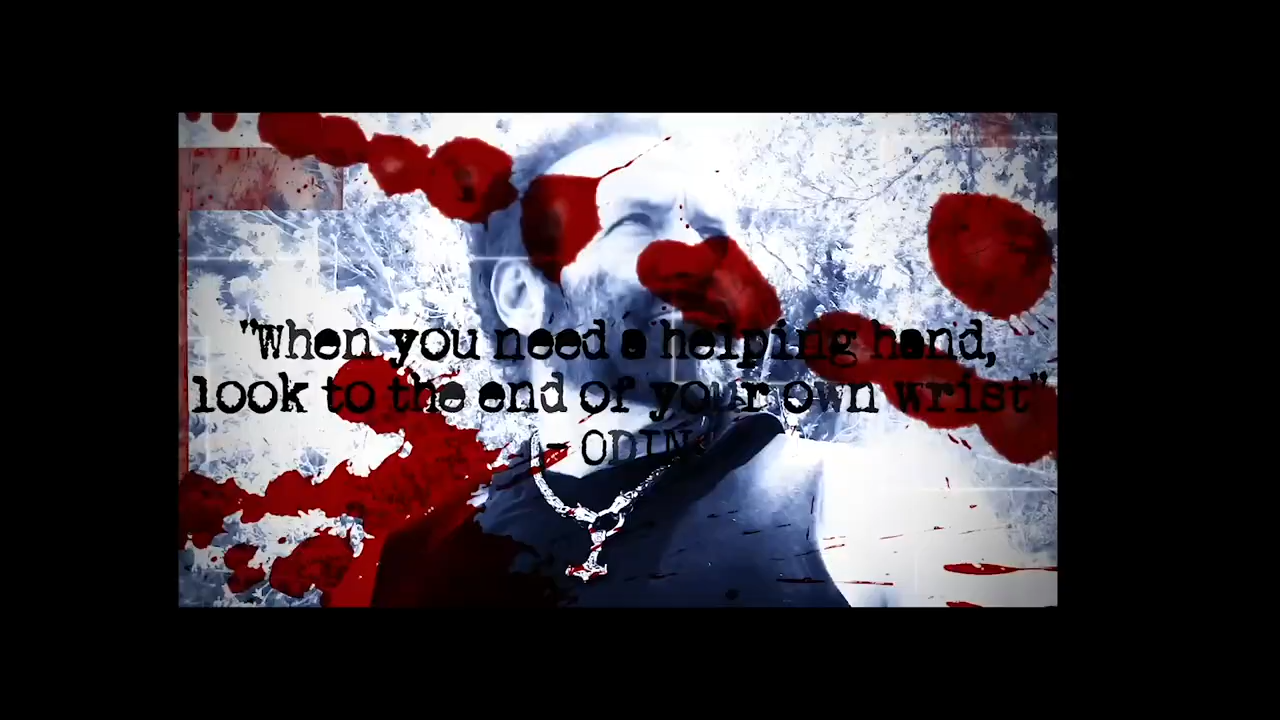 "When you need a helping hand,
look to the end of your own wrist"
- ODIN